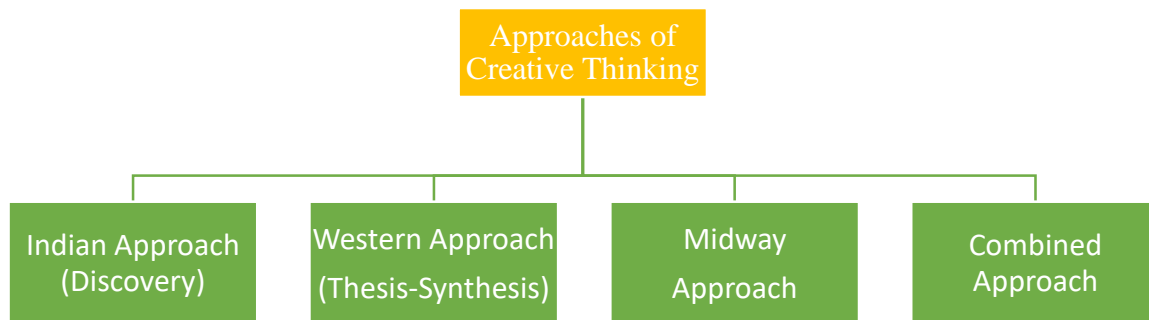 Approaches of
Creative Thinking
Indian Approach
(Discovery)
Western Approach
(Thesis-Synthesis)
Midway
Approach
Combined
Approach